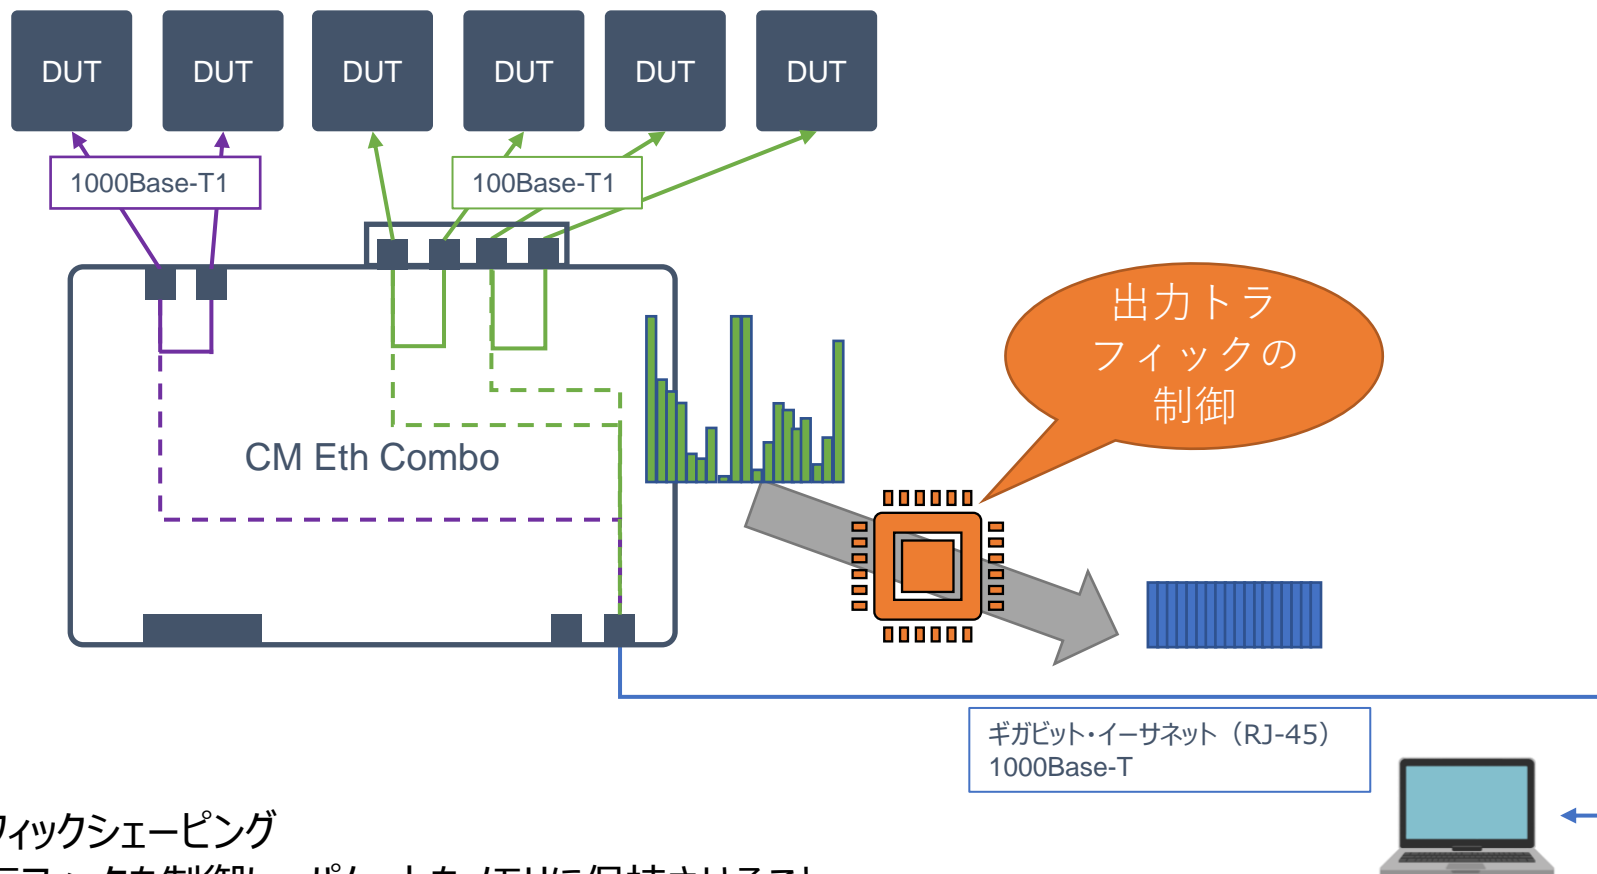 DUT DUT DUT DUT DUT DUT
1000Base-T1
100Base-T1
CM Eth Combo
出力トラ
フィックの
制御
ギガビット・イーサネット（RJ-45）
1000Base-T
フィックシェーピング